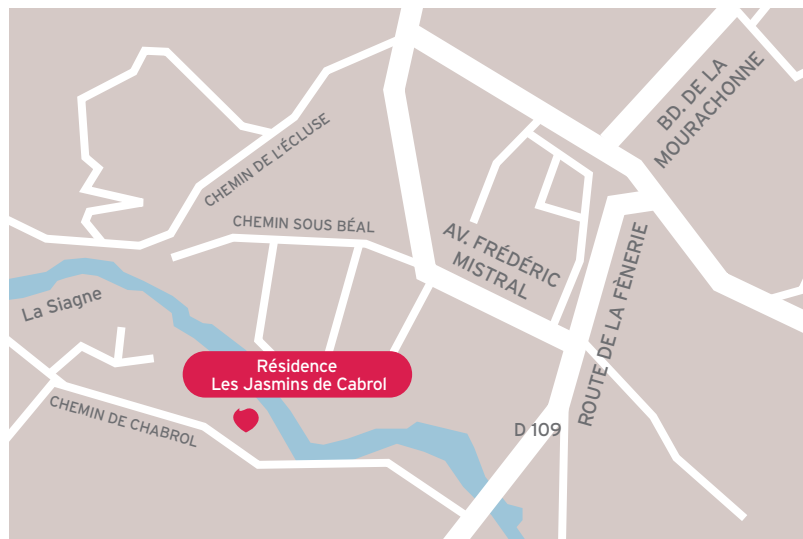 BD. DE LA
MOURACHONNE
CHEMIN DE L'ÉCLUSE
CHEMIN SOUS BÉAL
AV. FRÉDÉRIC
MISTRAL
ROUTE DE LA FÈNERIE
La Siagne
Résidence
Les Jasmins de Cabrol
CHEMIN DE CHABROL
D 109